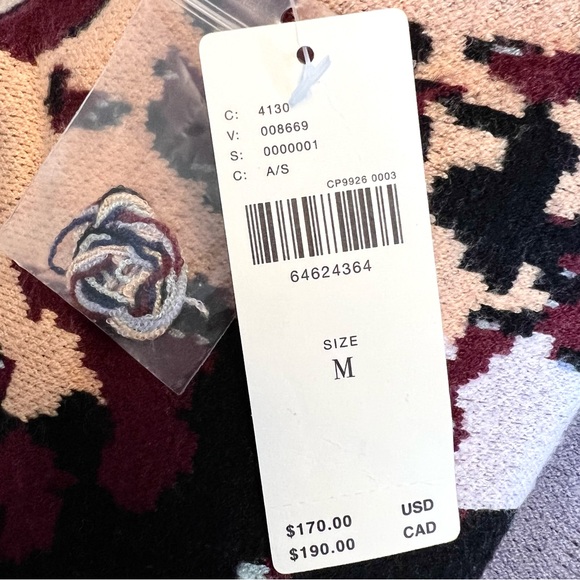 C: 4130
V: 008669
S: 0000001
C: A/S
CP9926 0003
64624364
SIZE
M
$170.00 USD
$190.00 CAD